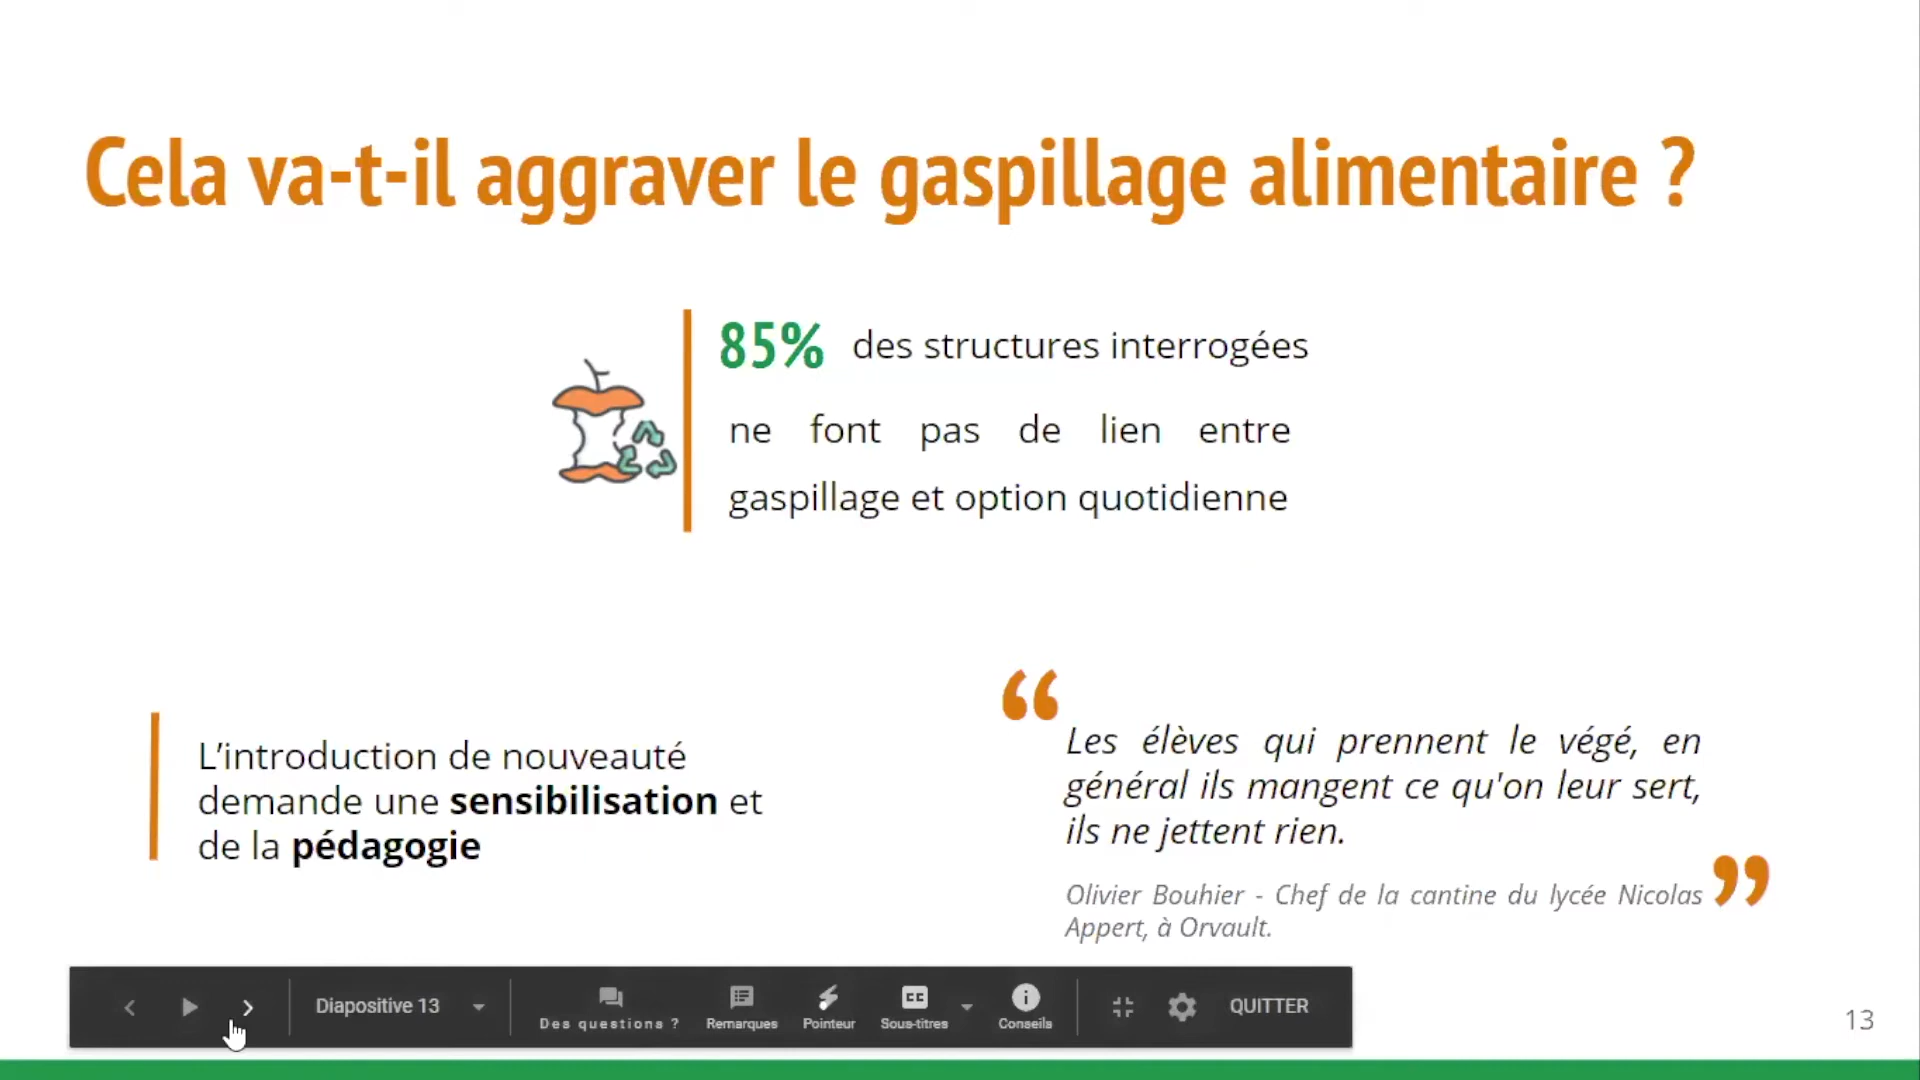 Cela va-t-il aggraver le gaspillage alimentaire ?
85% des structures interrogées
ne font pas de lien entre
gaspillage et option quotidienne
L’introduction de nouveauté
demande une sensibilisation et
de la pédagogie
“
Les élèves qui prennent le végé, en
général ils mangent ce qu'on leur sert,
ils ne jettent rien.
”
Olivier Bouhier - Chef de la cantine du lycée Nicolas
Appert, à Orvault.
Diapositive 13
Des questions ?
Remarques
Pointeur
CC
Sous-titres
Conseils
QUITTER
13